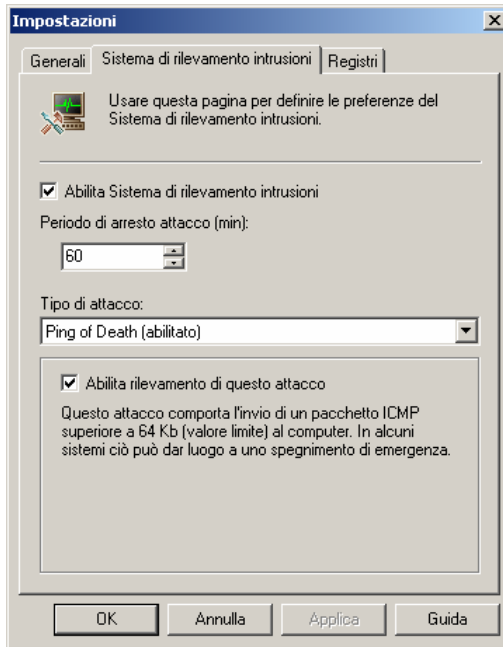 Impostazioni
Generali
Sistema di rilevamento intrusioni
Registri
Usare questa pagina per definire le preferenze del
Sistema di rilevamento intrusioni.
Abilita Sistema di rilevamento intrusioni
Periodo di arresto attacco (min):
60
Tipo di attacco:
Ping of Death (abilitato)
Abilita rilevamento di questo attacco
Questo attacco comporta l'invio di un pacchetto ICMP
superiore a 64 Kb (valore limite) al computer. In alcuni
sistemi ciò può dar luogo a uno spegnimento di emergenza.
OK
Annulla
Applica
Guida